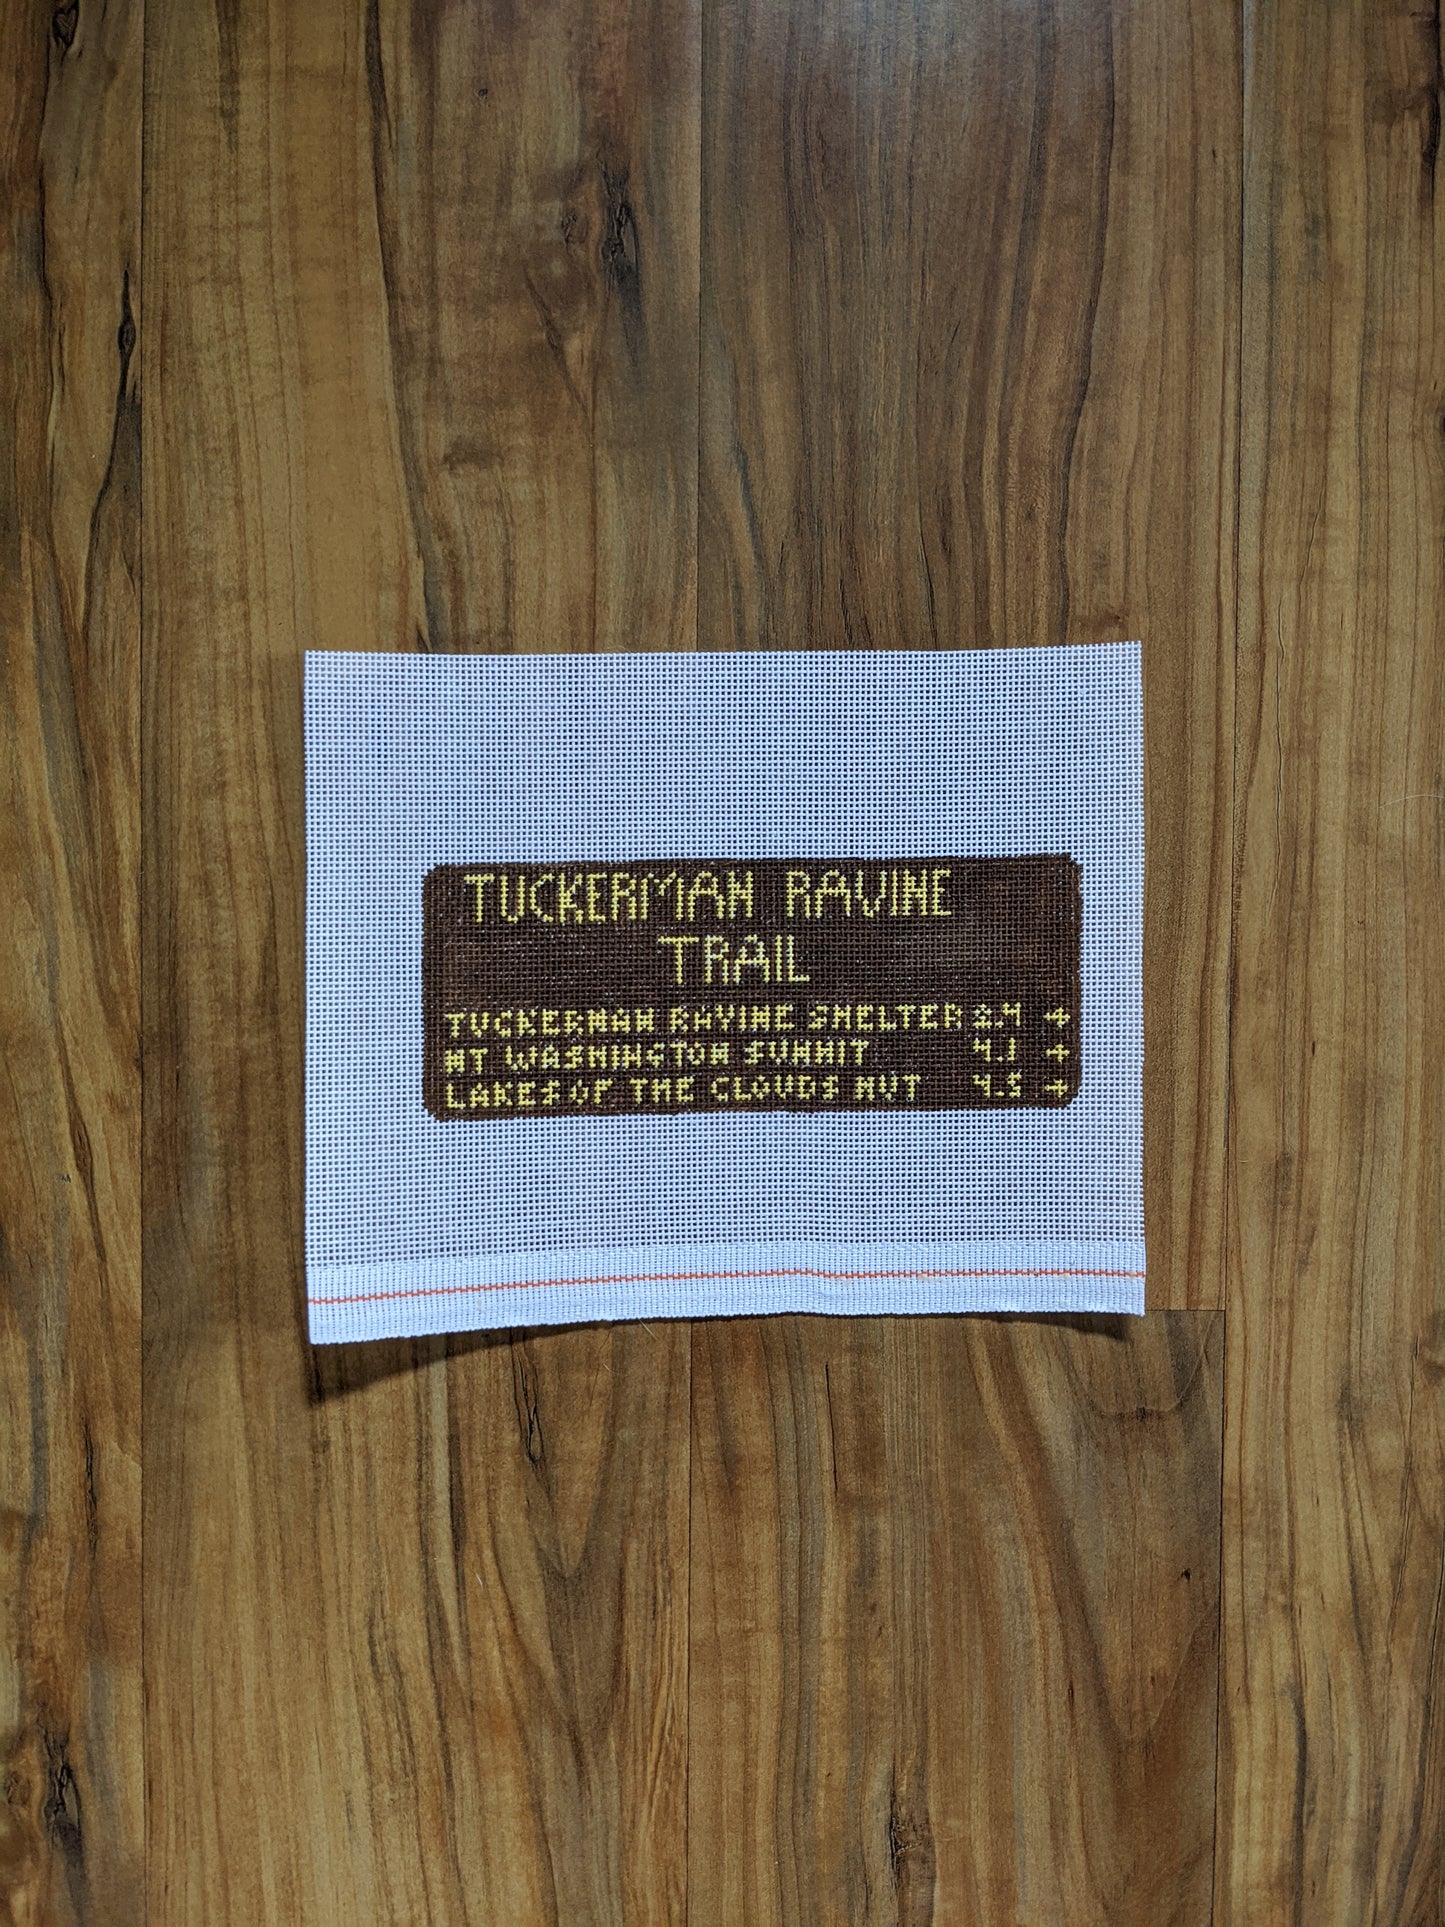 TUCKERMAN RAVINE
TRAIL
TUCKERMAN RAVINE SHELTER 2.4 →
MT WASHINGTON SUMMIT 4.1 →
LAKES OF THE CLOUDS HUT 4.5 →